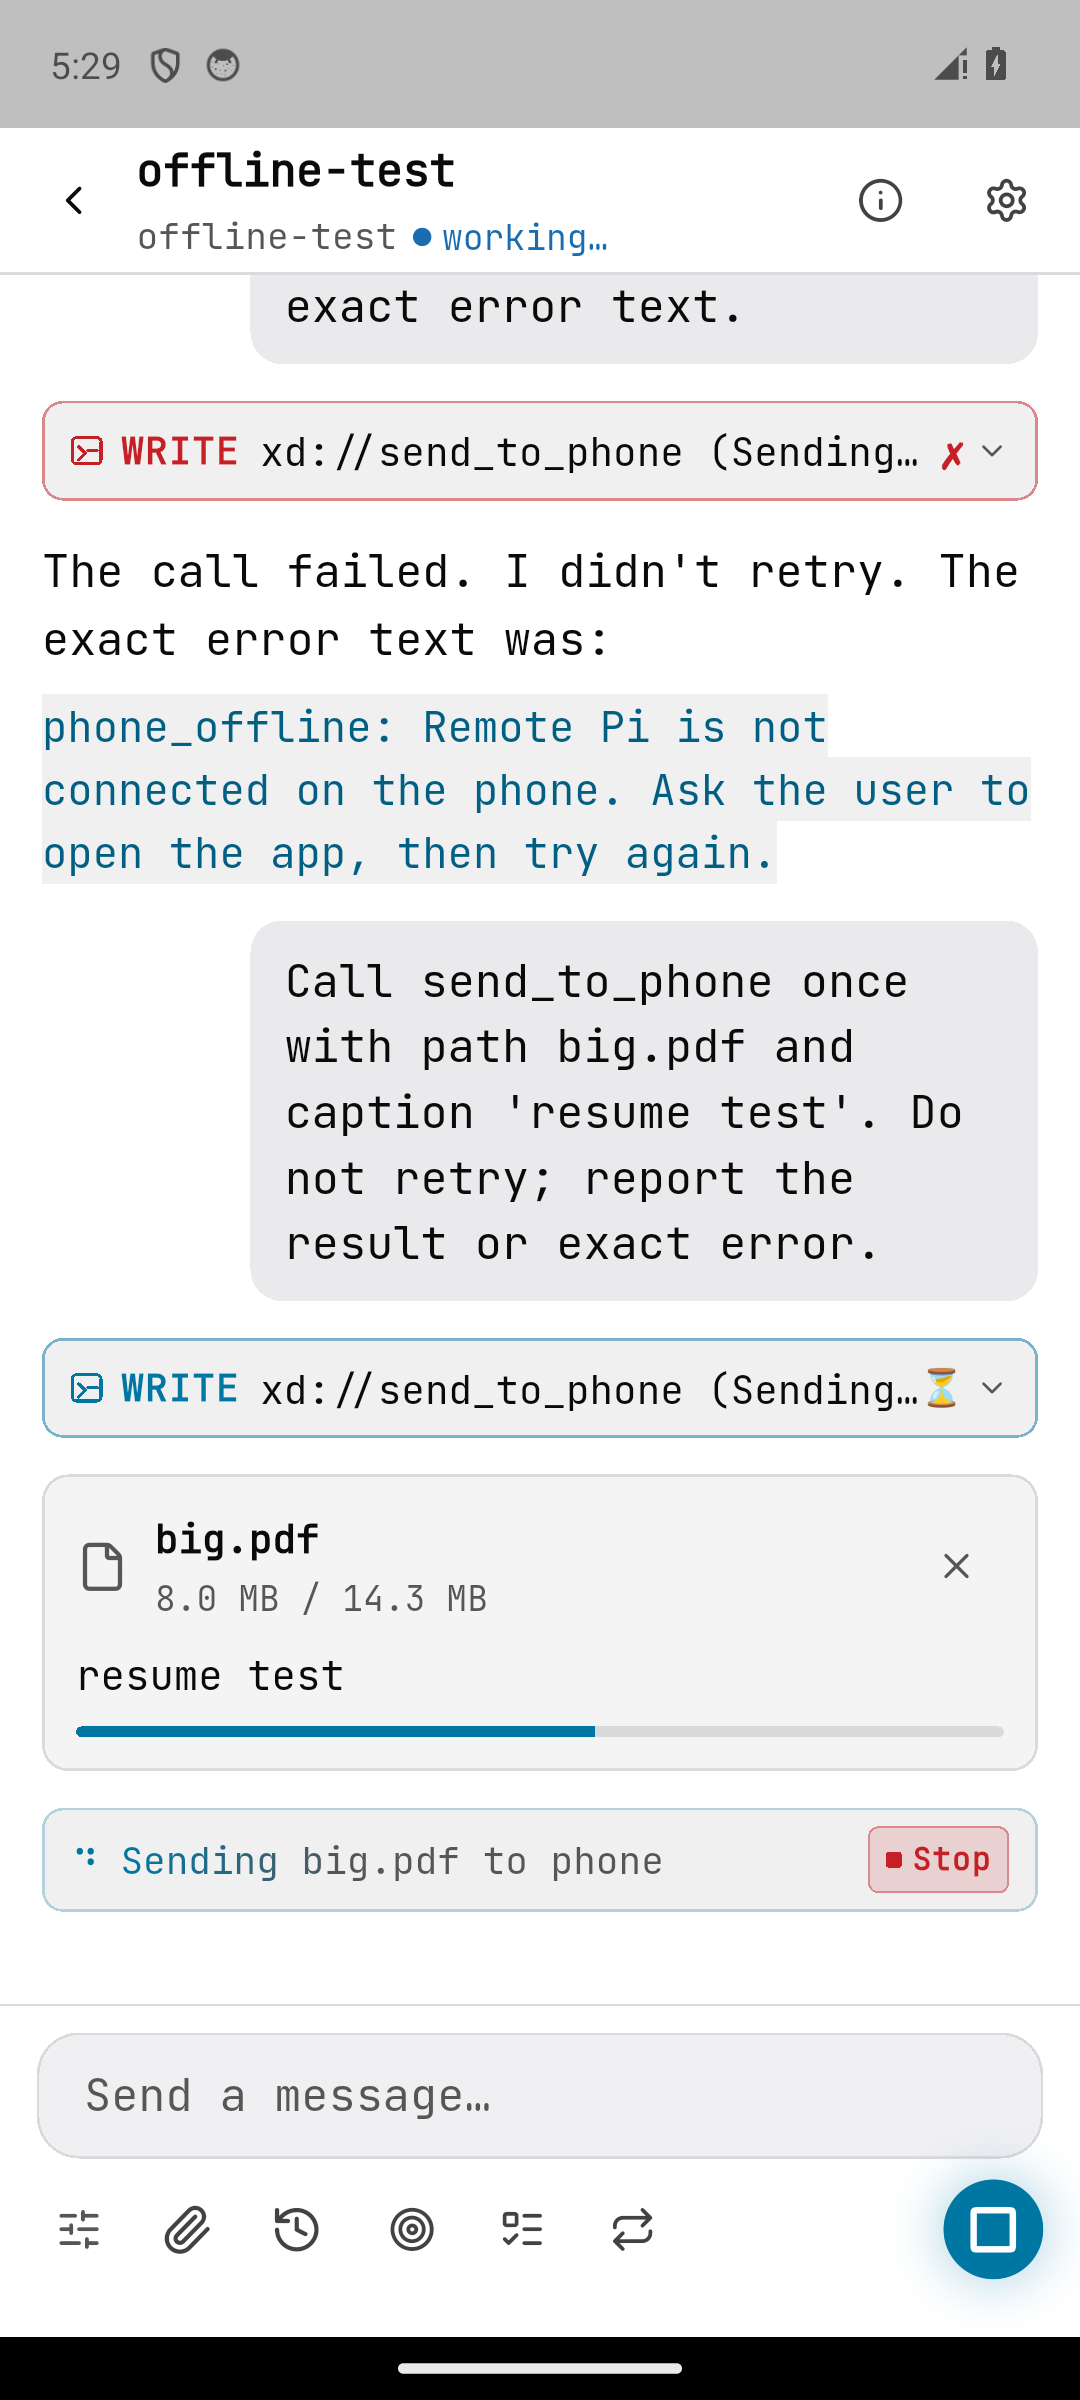 5:29
offline-test
offline-test working…
exact error text.
WRITE xd://send_to_phone (Sending… ✗
The call failed. I didn't retry. The
exact error text was:
phone_offline: Remote Pi is not
connected on the phone. Ask the user to
open the app, then try again.
Call send_to_phone once
with path big.pdf and
caption 'resume test'. Do
not retry; report the
result or exact error.
WRITE xd://send_to_phone (Sending…⏳
big.pdf
8.0 MB / 14.3 MB
resume test
Sending big.pdf to phone
Stop
Send a message…